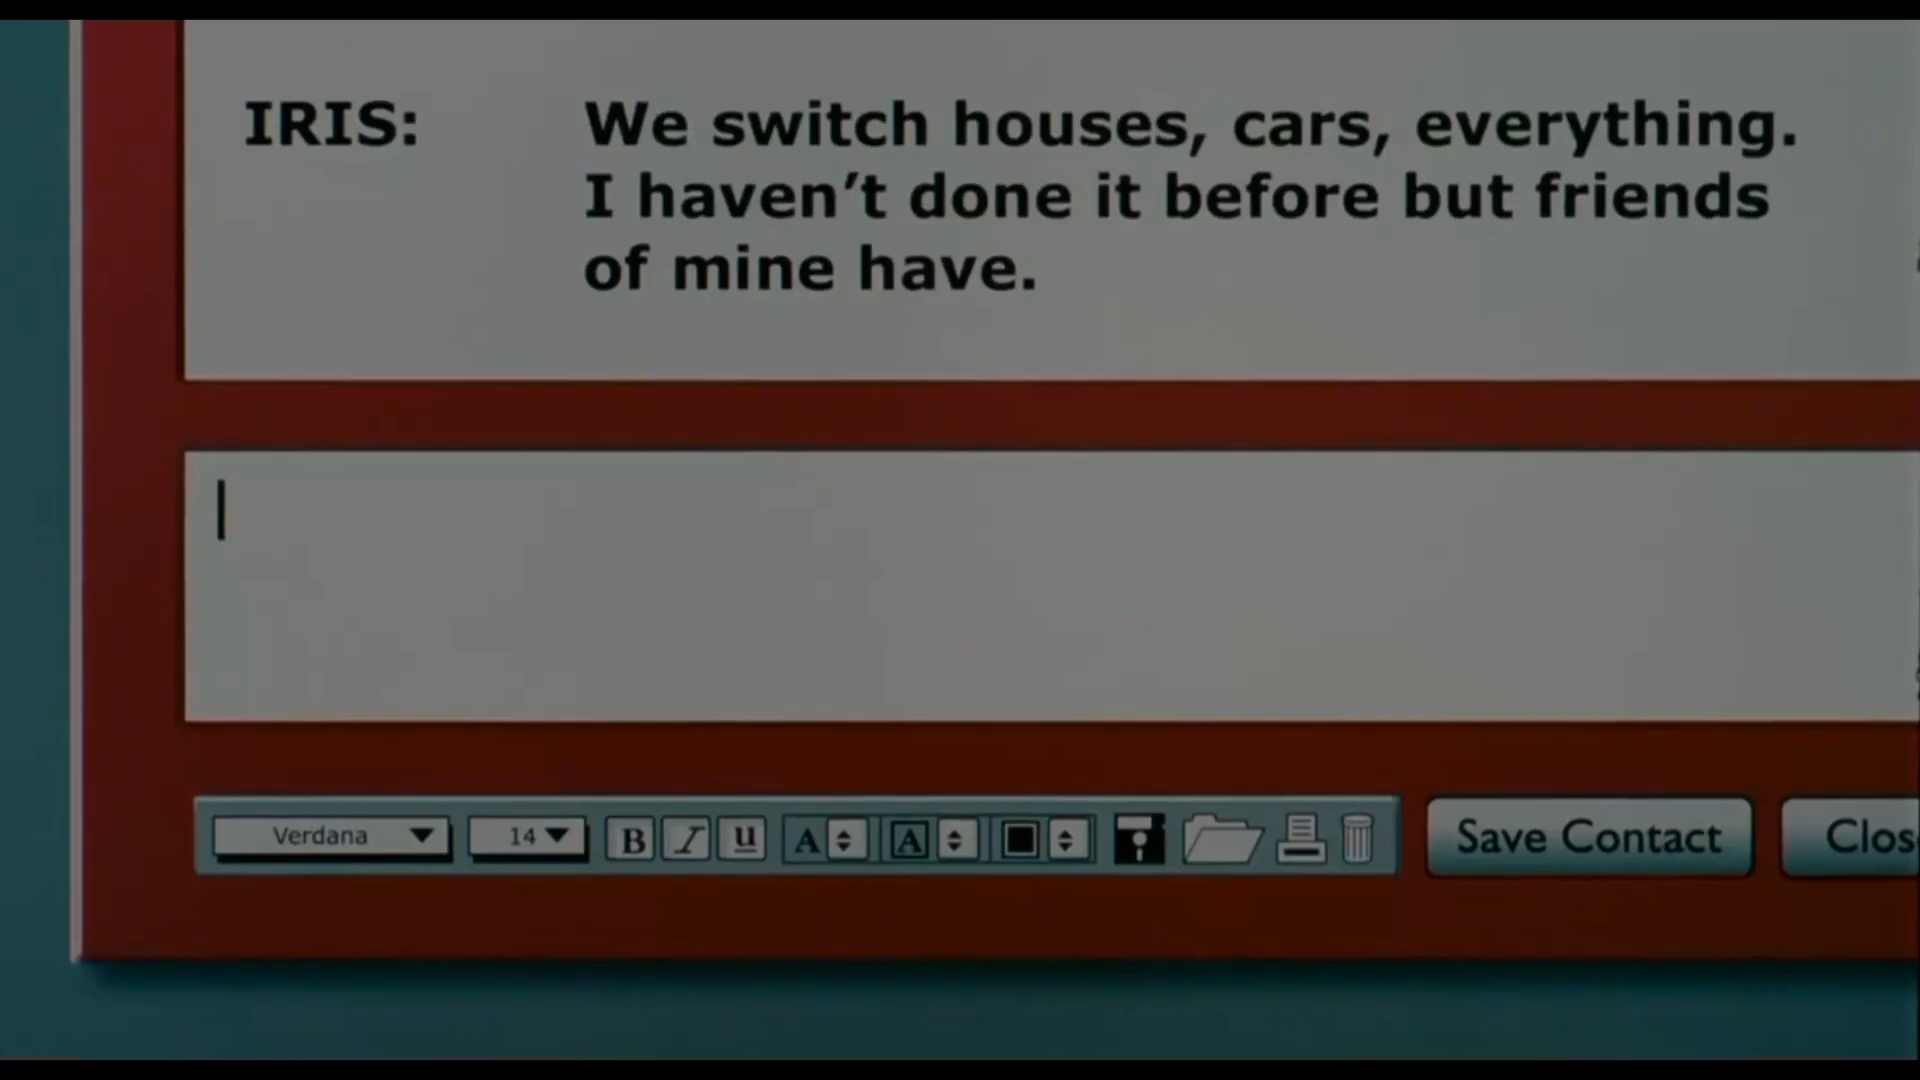 IRIS: We switch houses, cars, everything.
I haven't done it before but friends
of mine have.
Verdana 14 B I u A A Save Contact Clos